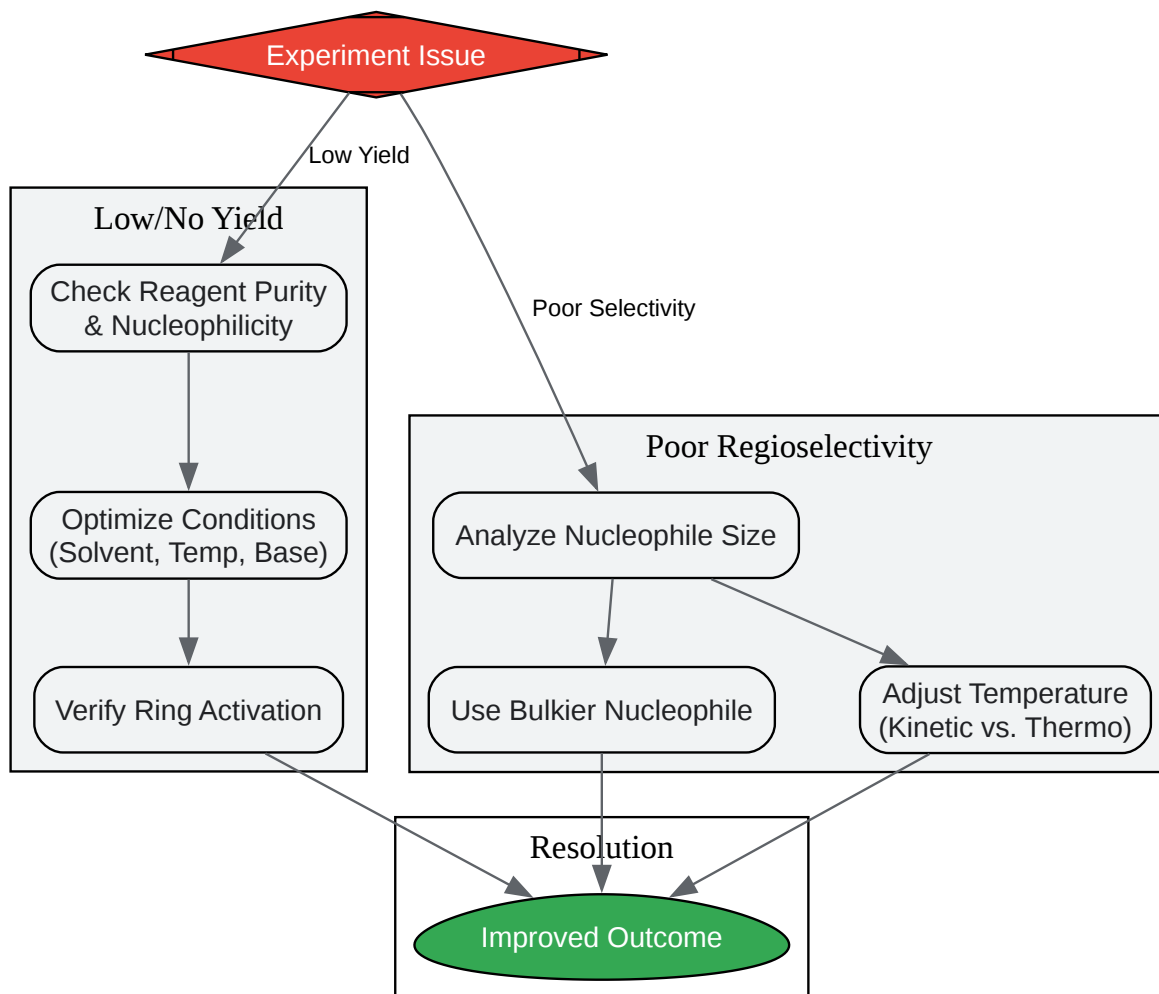 Experiment Issue
Low Yield
Low/No Yield
Check Reagent Purity
& Nucleophilicity
Poor Selectivity
Optimize Conditions
(Solvent, Temp, Base)
Verify Ring Activation
Poor Regioselectivity
Analyze Nucleophile Size
Use Bulkier Nucleophile
Adjust Temperature
(Kinetic vs. Thermo)
Resolution
Improved Outcome